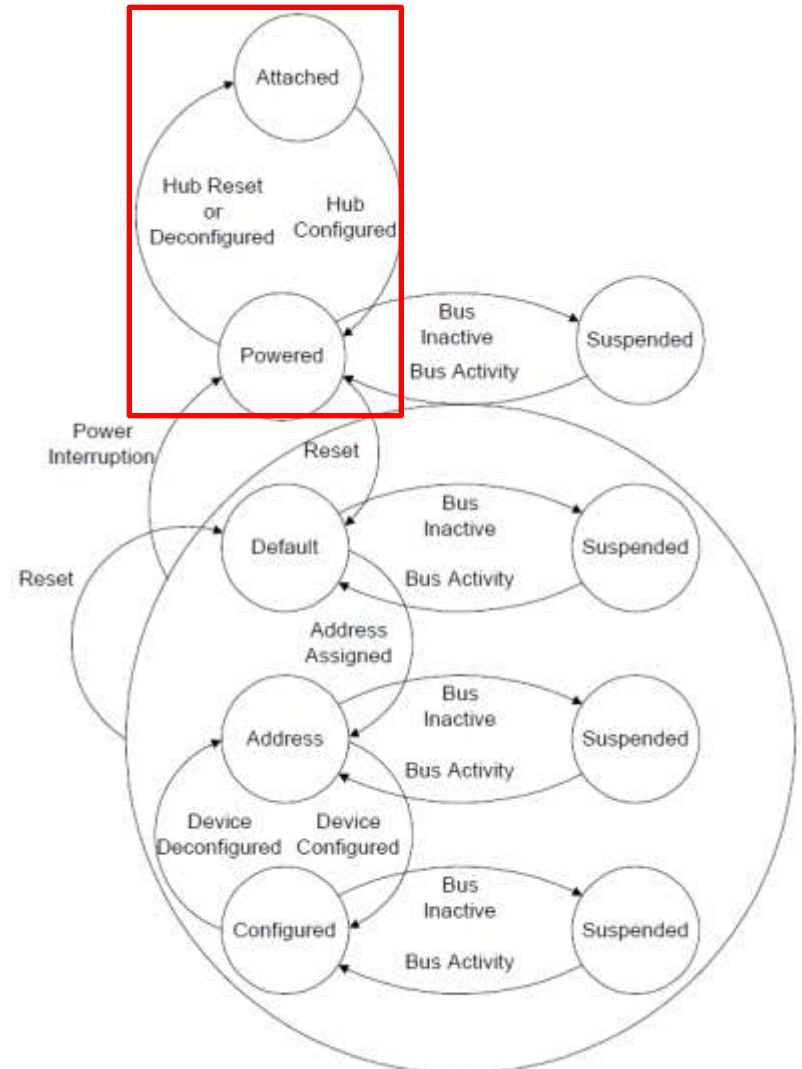 Attached
Hub Reset
or
Deconfigured
Hub
Configured
Powered
Bus
Inactive
Bus Activity
Suspended
Power
Interruption
Reset
Default
Bus
Inactive
Bus Activity
Suspended
Reset
Address
Assigned
Address
Bus
Inactive
Bus Activity
Suspended
Device
Deconfigured
Device
Configured
Configured
Bus
Inactive
Bus Activity
Suspended